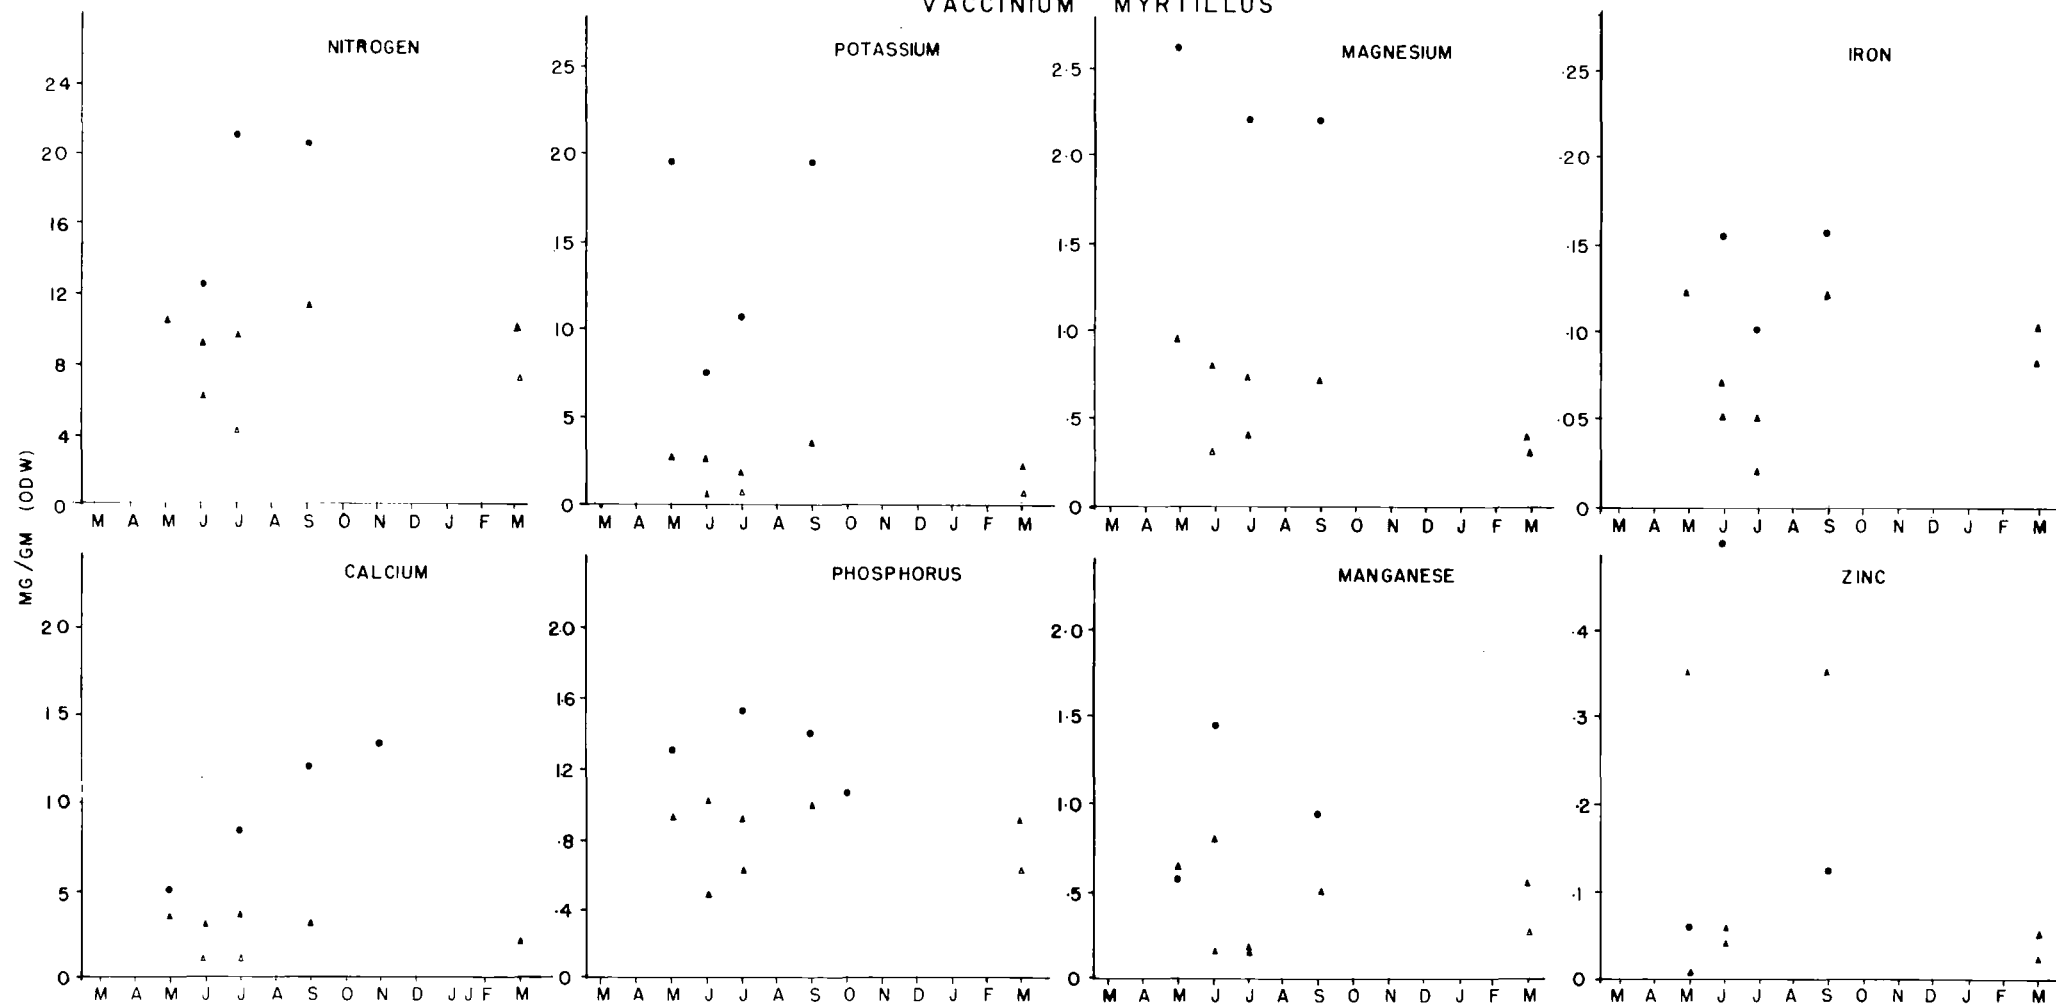 VACCINIUM MYRTILLUS
NITROGEN
24
20
16
12
8
4
0
M A M J J A S O N D J F M
POTASSIUM
25
20
15
10
5
0
M A M J J A S O N D J F M
MAGNESIUM
2·5
2·0
1·5
1·0
·5
0
M A M J J A S O N D J F M
IRON
·25
·20
·15
·10
·05
0
M A M J J A S O N D J F M
MG/GM (ODW)
CALCIUM
20
15
10
5
0
M A M J J A S O N D J J F M
PHOSPHORUS
2·0
1·6
1·2
·8
·4
0
M A M J J A S O N D J F M
MANGANESE
2·0
1·5
1·0
·5
0
M A M J J A S O N D J F M
ZINC
·4
·3
·2
·1
0
M A M J J A S O N D J F M